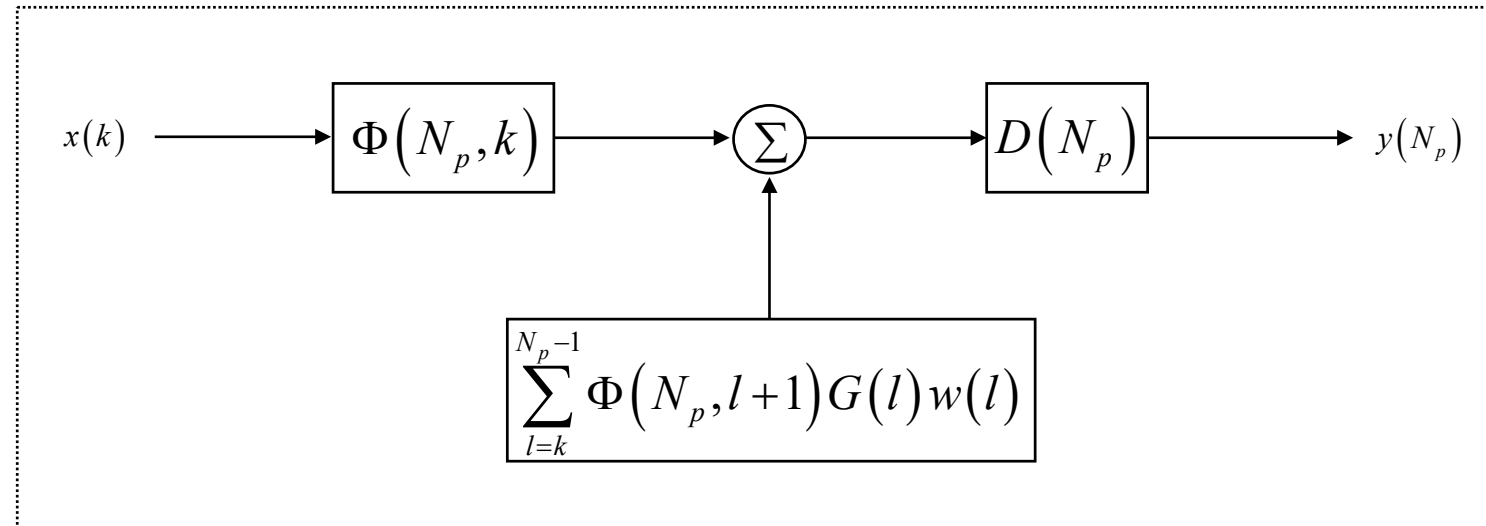 x(k)
Φ(N_p, k)
∑
D(N_p)
y(N_p)
∑_{l=k}^{N_p−1} Φ(N_p, l+1)G(l)w(l)